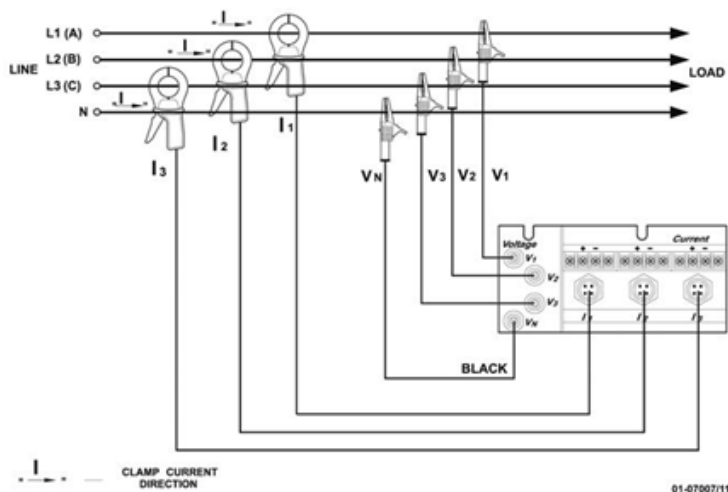 I
L1 (A)
I
L2 (B)
LINE
LOAD
L3 (C)
I
N
I1
I2
I3
VN V3 V2 V1
Voltage
+ - + - Current + -
V1
V2
V3
VN
I1 I2 I3
BLACK
I
CLAMP CURRENT
DIRECTION
01-07007/11